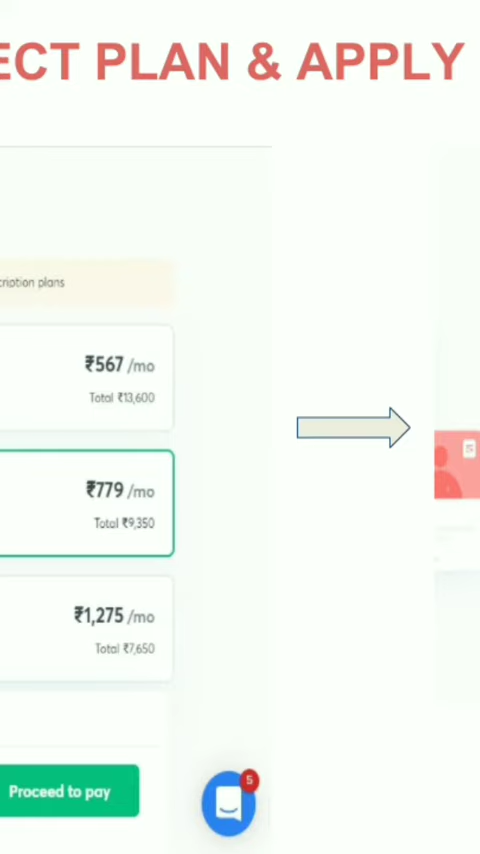 ECT PLAN & APPLY
cription plans
₹567 /mo
Total ₹13,600
₹779 /mo
Total ₹9,350
₹1,275 /mo
Total ₹7,650
Proceed to pay
5